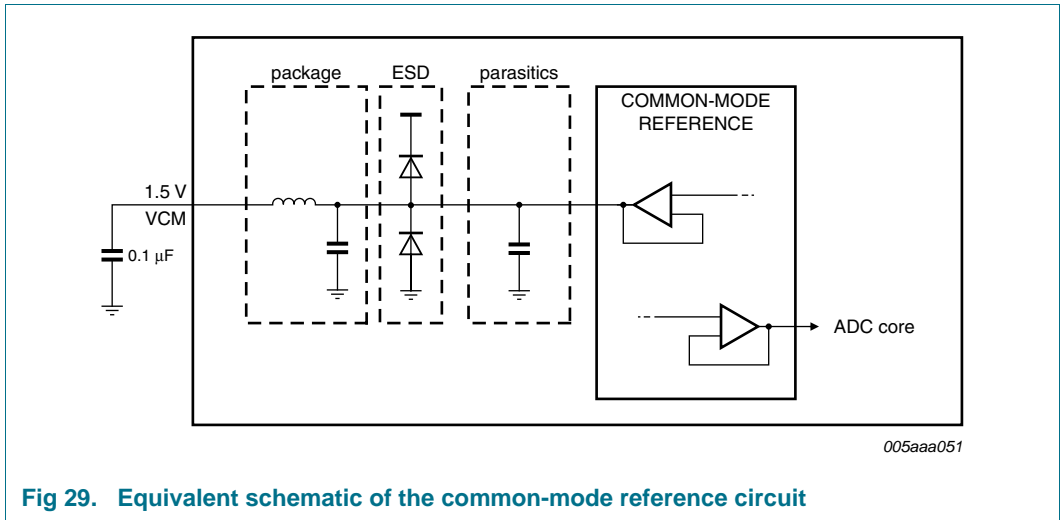 package
ESD
parasitics
COMMON-MODE
REFERENCE
1.5 V
VCM
0.1 μF
ADC core
005aaa051
Fig 29. Equivalent schematic of the common-mode reference circuit